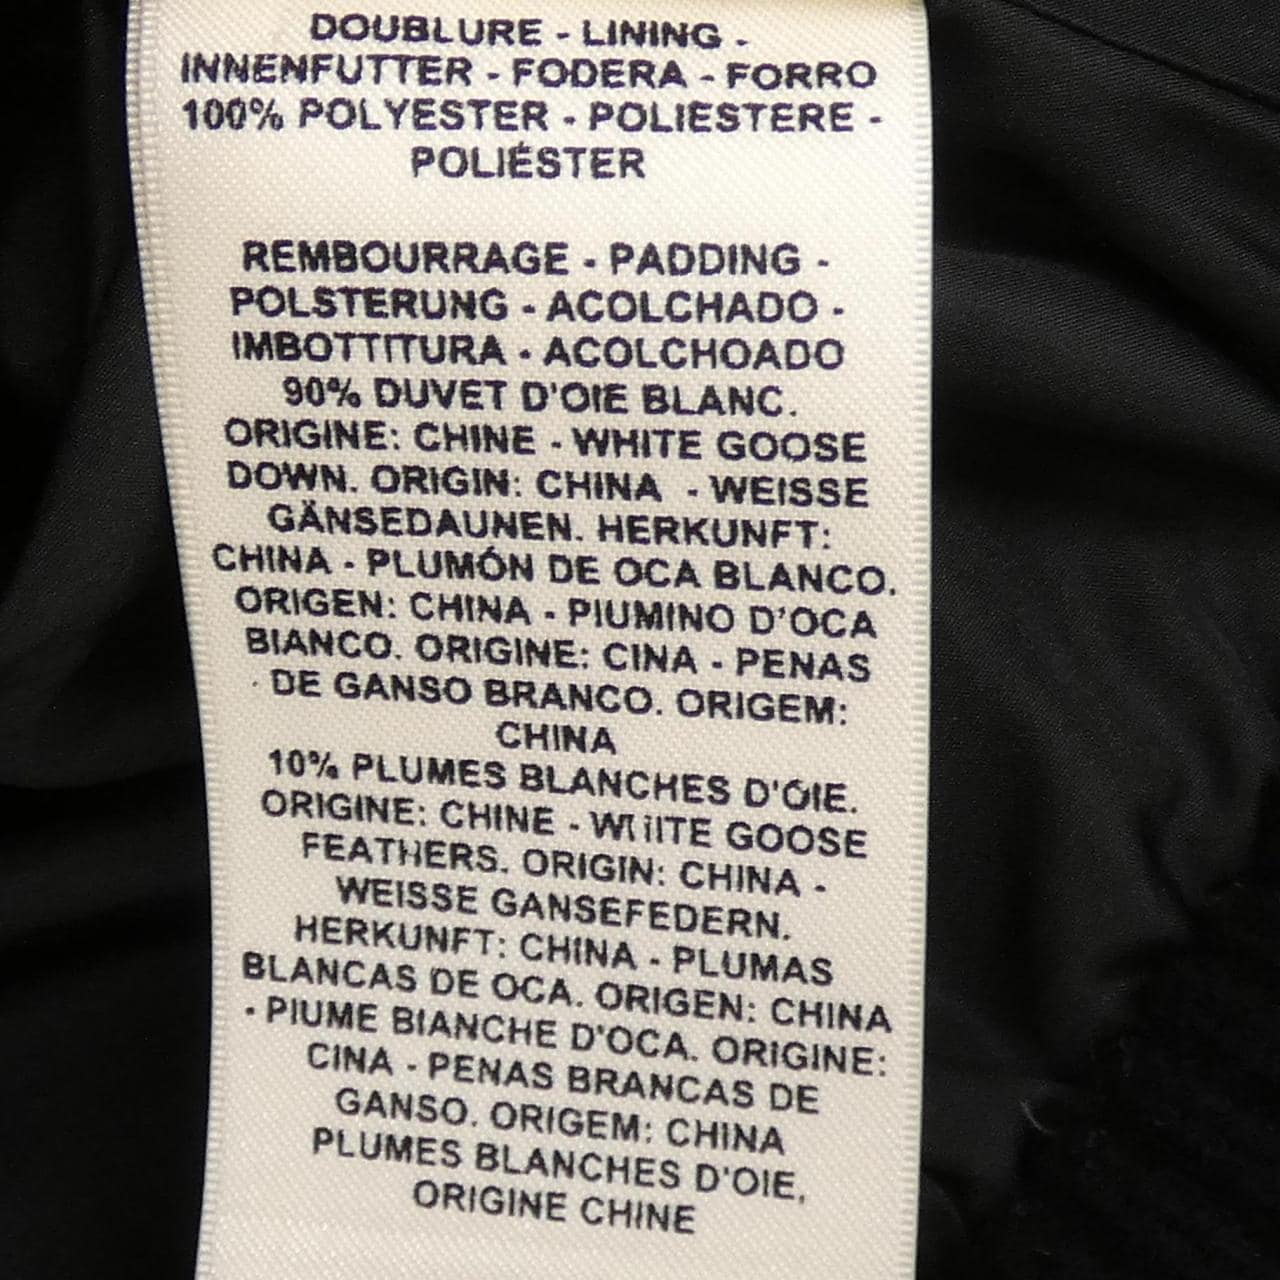 DOUBLURE - LINING -
INNENFUTTER - FODERA - FORRO
100% POLYESTER - POLIESTERE -
POLIÉSTER
REMBOURRAGE - PADDING -
POLSTERUNG - ACOLCHADO -
IMBOTTITURA - ACOLCHOADO
90% DUVET D'OIE BLANC.
ORIGINE: CHINE - WHITE GOOSE
DOWN. ORIGIN: CHINA - WEISSE
GÄNSEDAUNEN. HERKUNFT:
CHINA - PLUMÓN DE OCA BLANCO.
ORIGEN: CHINA - PIUMINO D'OCA
BIANCO. ORIGINE: CINA - PENAS
DE GANSO BRANCO. ORIGEM:
CHINA
10% PLUMES BLANCHES D'OIE.
ORIGINE: CHINE - WHITE GOOSE
FEATHERS. ORIGIN: CHINA -
WEISSE GANSEFEDERN.
HERKUNFT: CHINA - PLUMAS
BLANCAS DE OCA. ORIGEN: CHINA
- PIUME BIANCHE D'OCA. ORIGINE:
CINA - PENAS BRANCAS DE
GANSO. ORIGEM: CHINA
PLUMES BLANCHES D'OIE,
ORIGINE CHINE